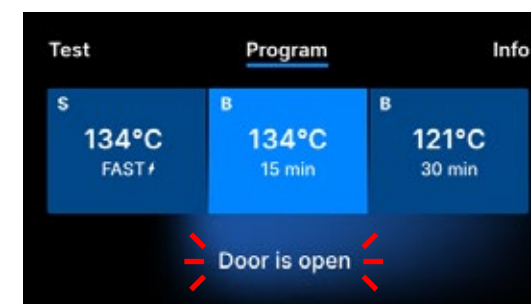 Test Program Info
S B B
134°C 134°C 121°C
FAST⚡ 15 min 30 min
Door is open